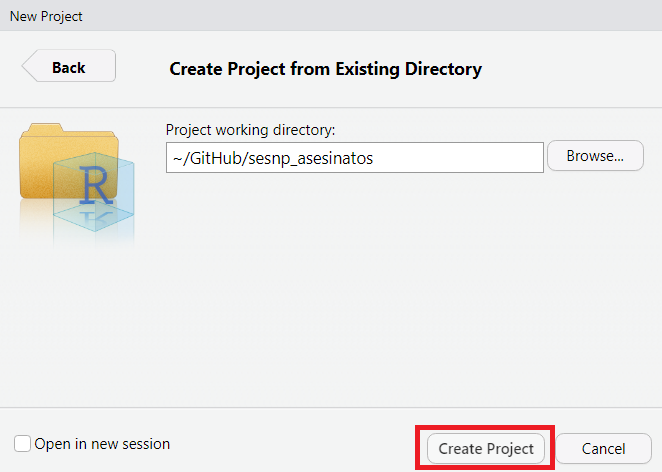 New Project
Back
Create Project from Existing Directory
Project working directory:
~/GitHub/sesnp_asesinatos
Browse...
R
Open in new session
Create Project
Cancel